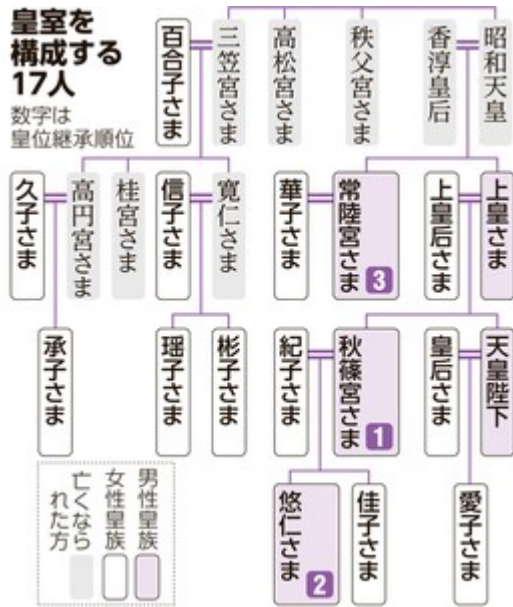 皇室を
構成する
17人
数字は
皇位継承順位
昭和天皇
香淳皇后
秩父宮さま
高松宮さま
三笠宮さま
百合子さま
上皇さま
上皇后さま
常陸宮さま
3
華子さま
寛仁さま
信子さま
桂宮さま
高円宮さま
久子さま
天皇陛下
皇后さま
秋篠宮さま
1
紀子さま
彬子さま
瑶子さま
承子さま
愛子さま
佳子さま
悠仁さま
2
男性皇族
女性皇族
亡くなら
れた方